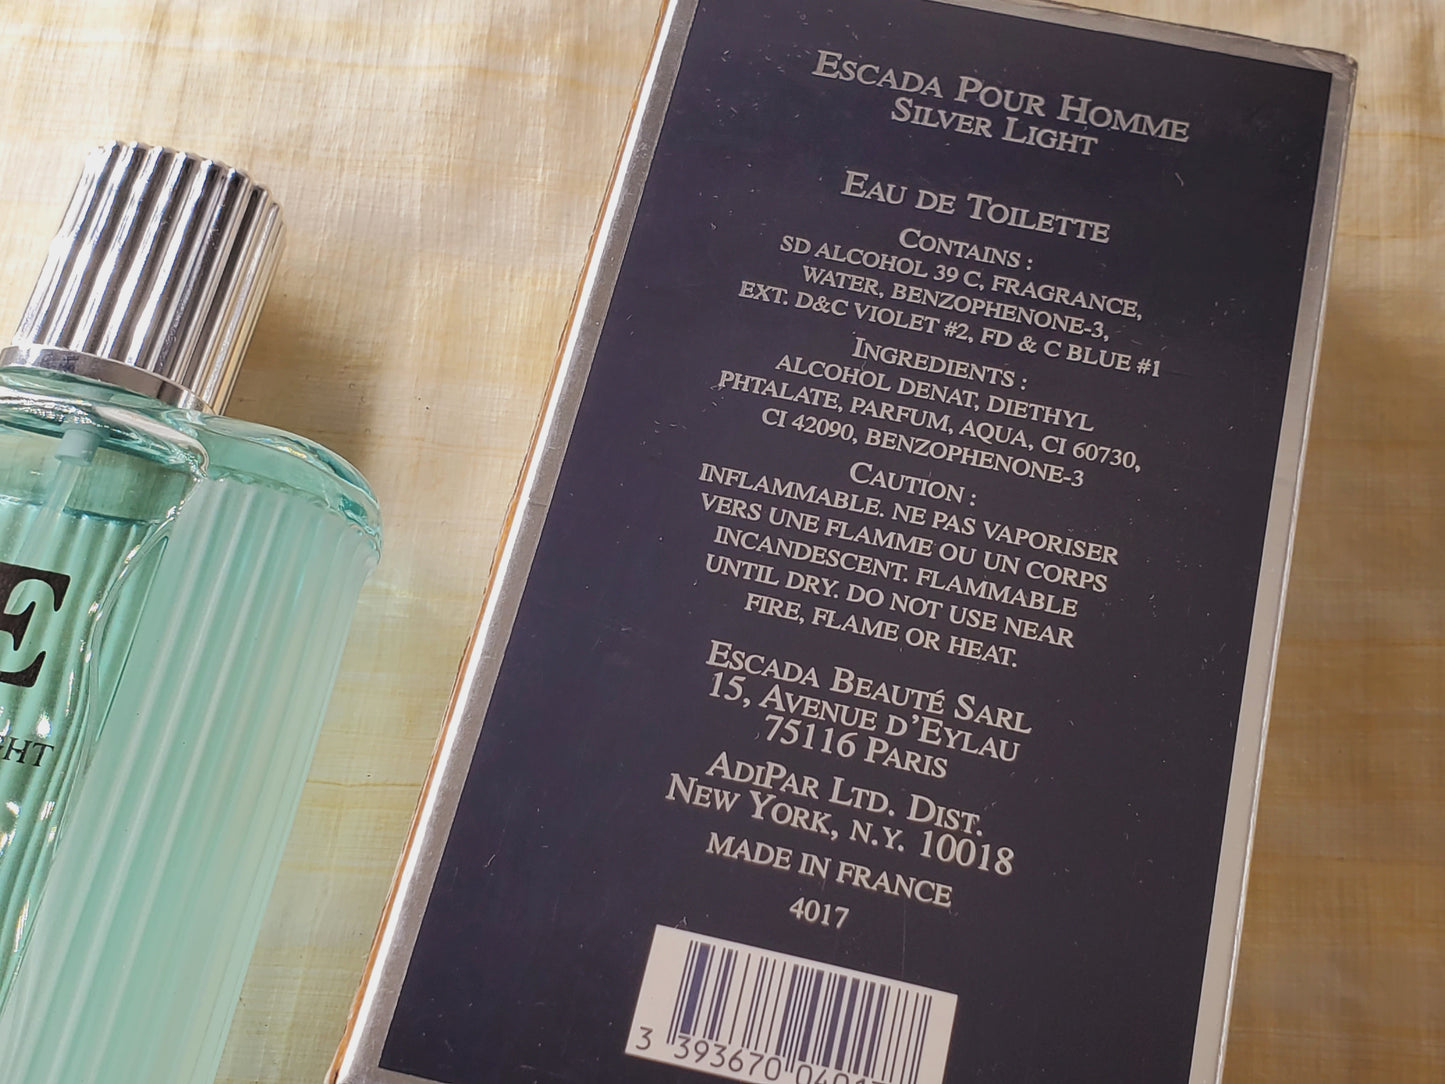 Escada Pour Homme
Silver Light
Eau de Toilette
Contains :
SD ALCOHOL 39 C, FRAGRANCE,
WATER, BENZOPHENONE-3,
EXT. D&C VIOLET #2, FD & C BLUE #1
Ingredients :
ALCOHOL DENAT, DIETHYL
PHTALATE, PARFUM, AQUA, CI 60730,
CI 42090, BENZOPHENONE-3
Caution :
INFLAMMABLE. NE PAS VAPORISER
VERS UNE FLAMME OU UN CORPS
INCANDESCENT. FLAMMABLE
UNTIL DRY. DO NOT USE NEAR
FIRE, FLAME OR HEAT.
Escada Beauté Sarl
15, Avenue d'Eylau
75116 Paris
AdiPar Ltd. Dist.
New York, N.Y. 10018
MADE IN FRANCE
4017
3 393670
E
GHT